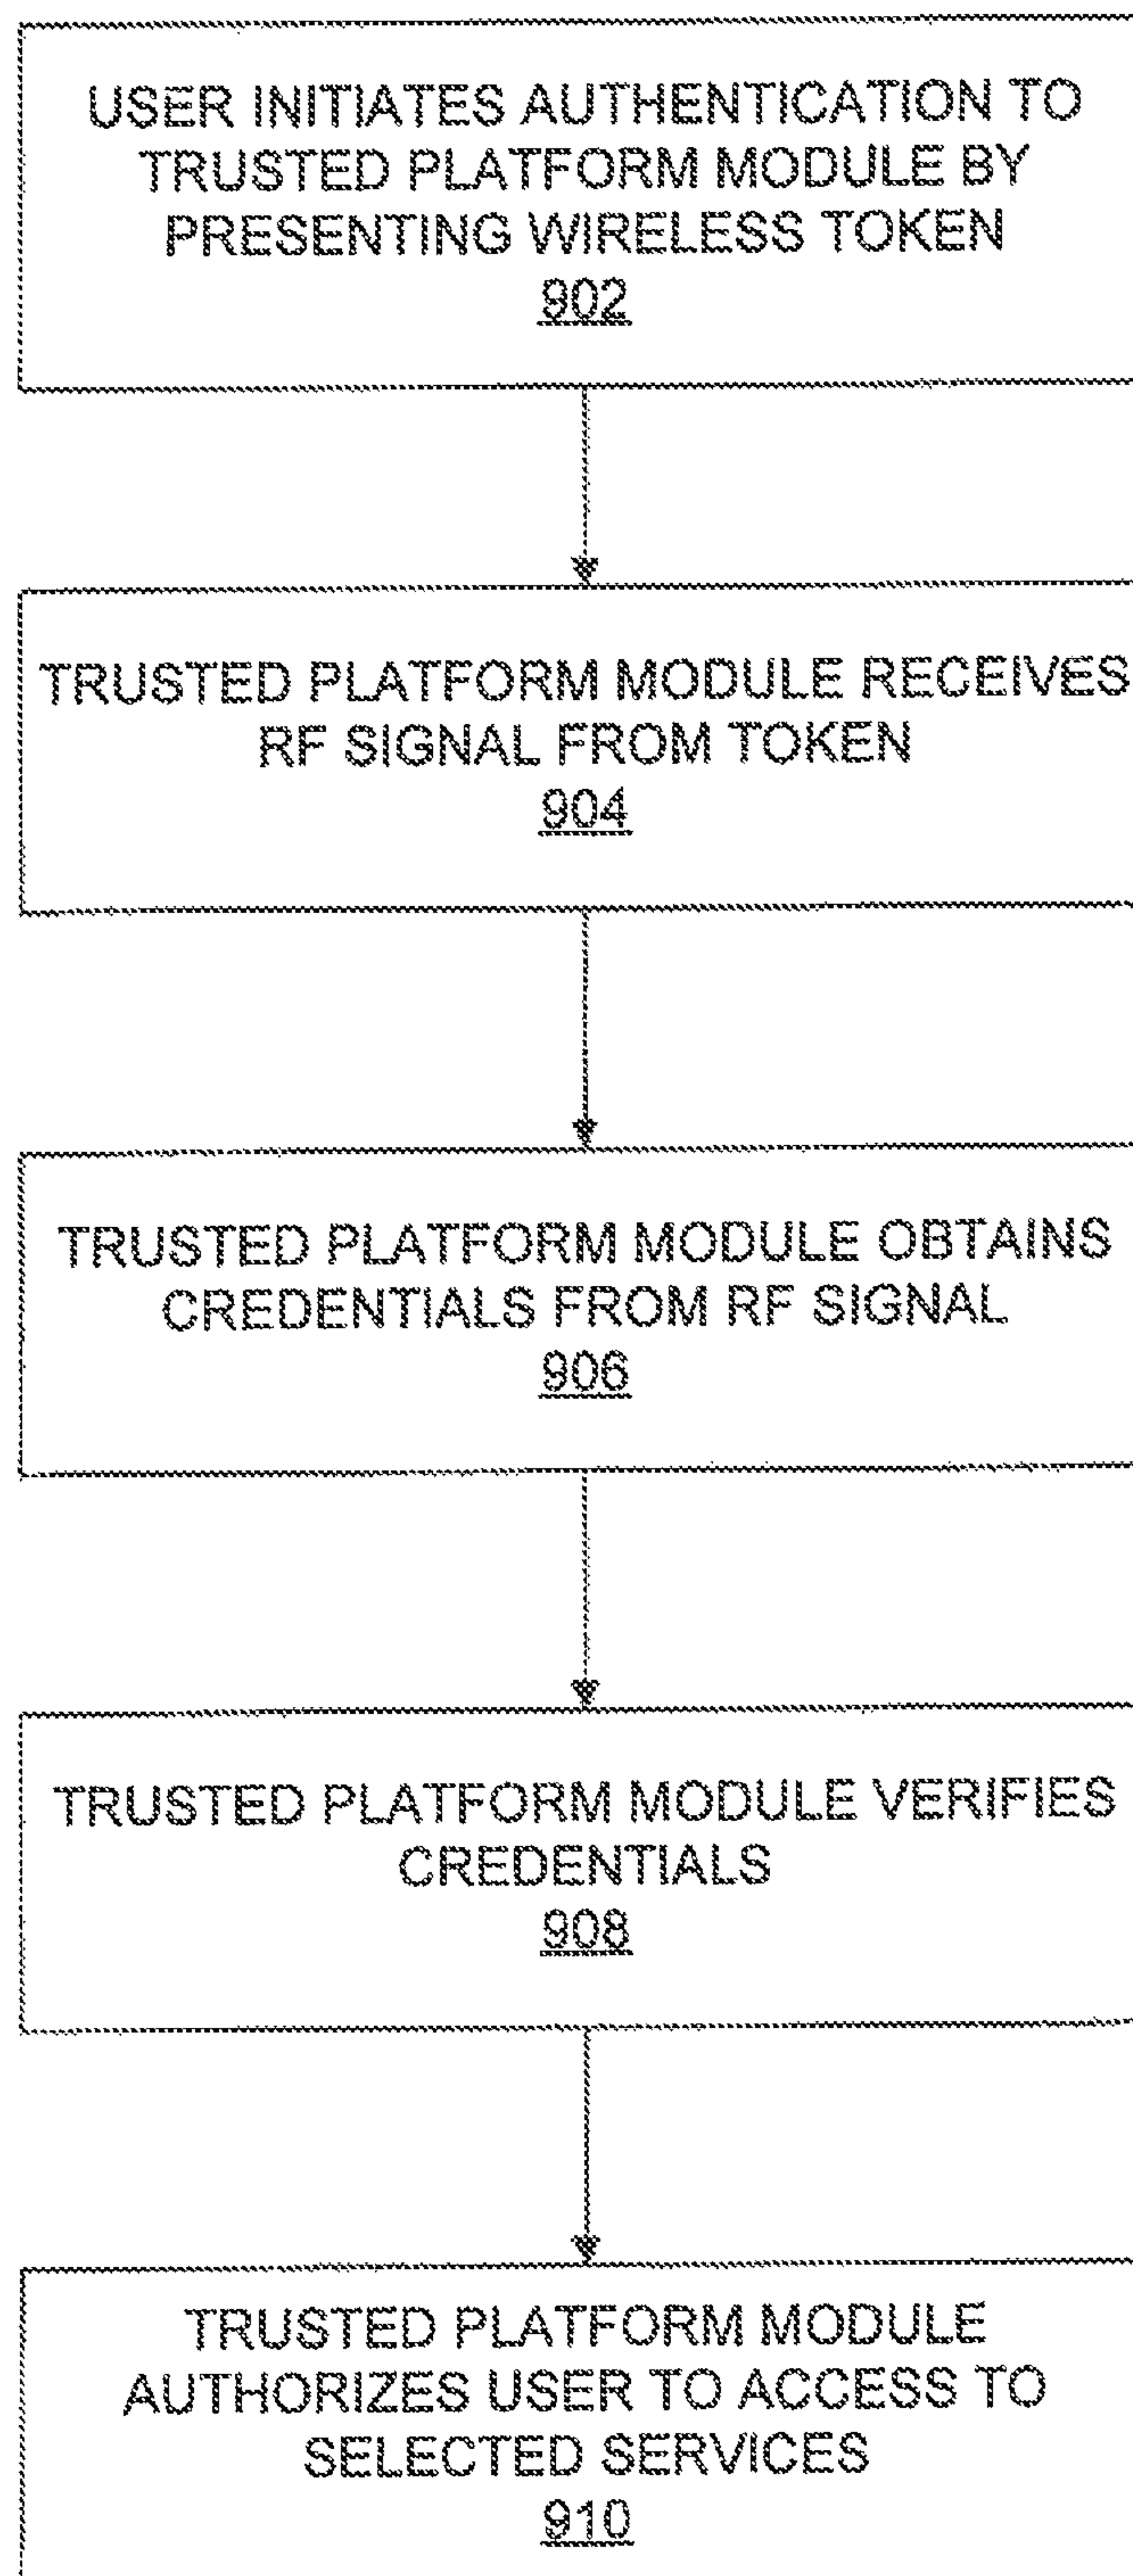 USER INITIATES AUTHENTICATION TO
TRUSTED PLATFORM MODULE BY
PRESENTING WIRELESS TOKEN
902
TRUSTED PLATFORM MODULE RECEIVES
RF SIGNAL FROM TOKEN
904
TRUSTED PLATFORM MODULE OBTAINS
CREDENTIALS FROM RF SIGNAL
906
TRUSTED PLATFORM MODULE VERIFIES
CREDENTIALS
908
TRUSTED PLATFORM MODULE
AUTHORIZES USER TO ACCESS TO
SELECTED SERVICES
910